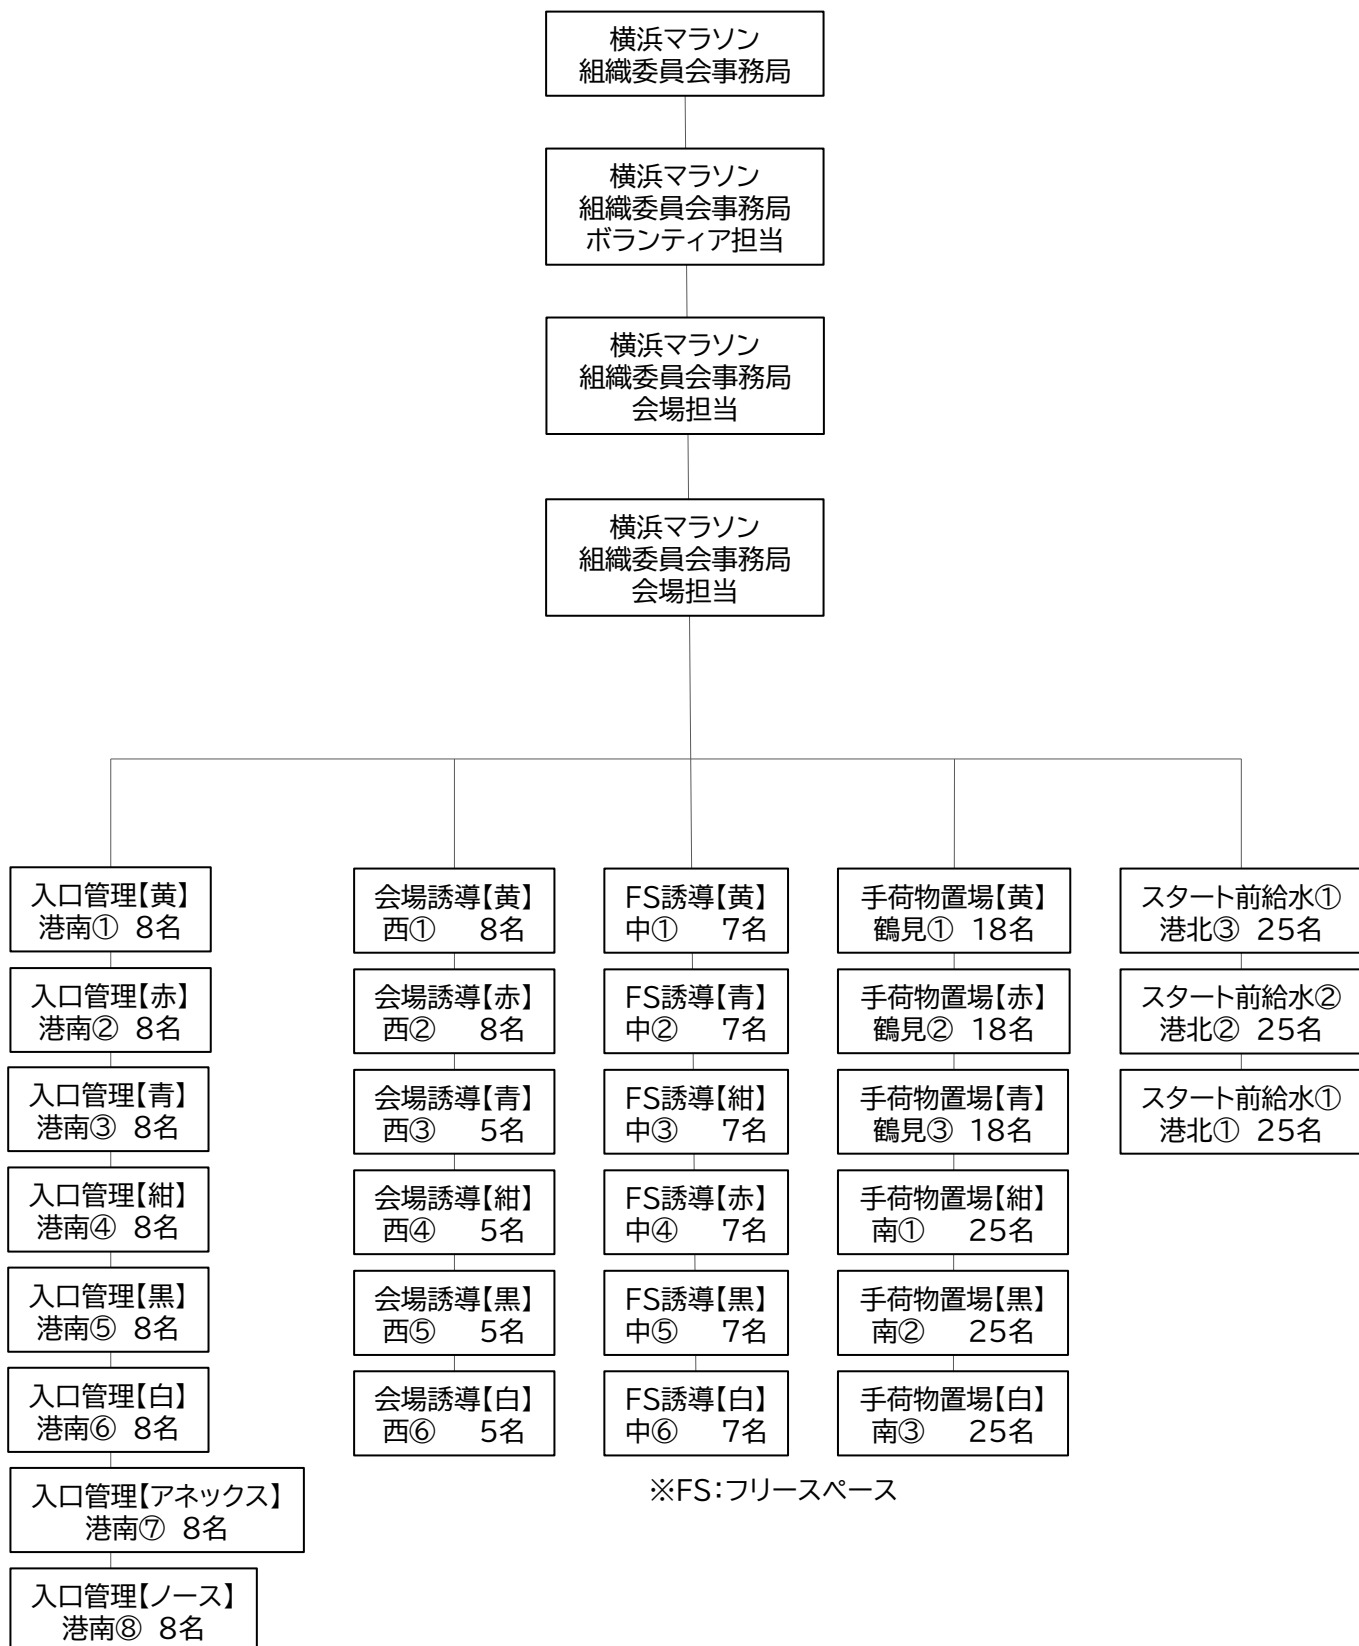 横浜マラソン
組織委員会事務局
横浜マラソン
組織委員会事務局
ボランティア担当
横浜マラソン
組織委員会事務局
会場担当
横浜マラソン
組織委員会事務局
会場担当
入口管理【黄】
港南① 8名
入口管理【赤】
港南② 8名
入口管理【青】
港南③ 8名
入口管理【紺】
港南④ 8名
入口管理【黒】
港南⑤ 8名
入口管理【白】
港南⑥ 8名
入口管理【アネックス】
港南⑦ 8名
入口管理【ノース】
港南⑧ 8名
会場誘導【黄】
西① 8名
会場誘導【赤】
西② 8名
会場誘導【青】
西③ 5名
会場誘導【紺】
西④ 5名
会場誘導【黒】
西⑤ 5名
会場誘導【白】
西⑥ 5名
FS誘導【黄】
中① 7名
FS誘導【青】
中② 7名
FS誘導【紺】
中③ 7名
FS誘導【赤】
中④ 7名
FS誘導【黒】
中⑤ 7名
FS誘導【白】
中⑥ 7名
※FS:フリースペース
手荷物置場【黄】
鶴見① 18名
手荷物置場【赤】
鶴見② 18名
手荷物置場【青】
鶴見③ 18名
手荷物置場【紺】
南① 25名
手荷物置場【黒】
南② 25名
手荷物置場【白】
南③ 25名
スタート前給水①
港北③ 25名
スタート前給水②
港北② 25名
スタート前給水①
港北① 25名